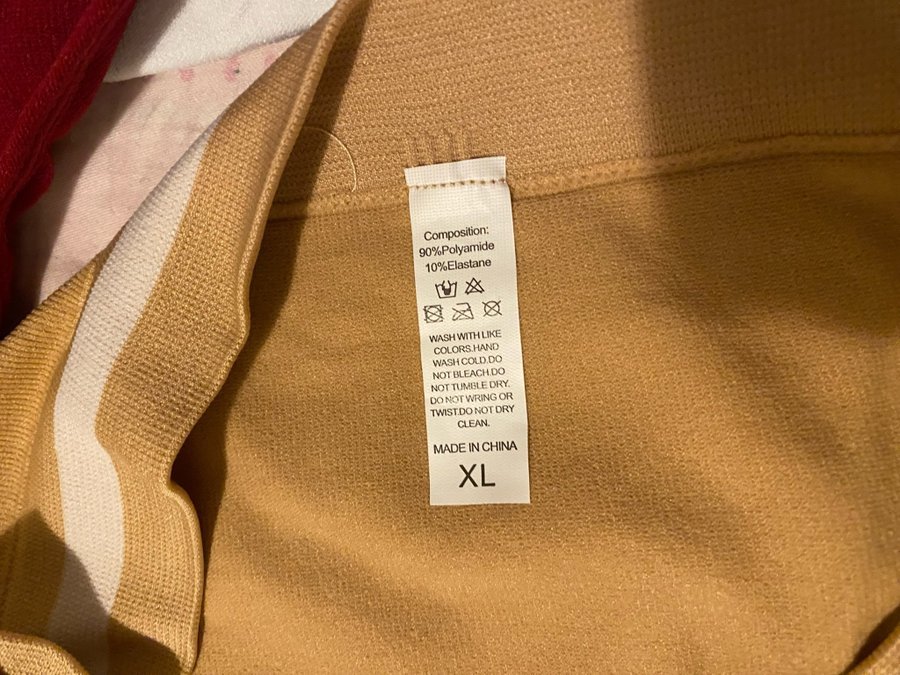 Composition:
90%Polyamide
10%Elastane
WASH WITH LIKE
COLORS.HAND
WASH COLD.DO
NOT BLEACH.DO
NOT TUMBLE DRY.
DO NOT WRING OR
TWIST.DO NOT DRY
CLEAN.
MADE IN CHINA
XL